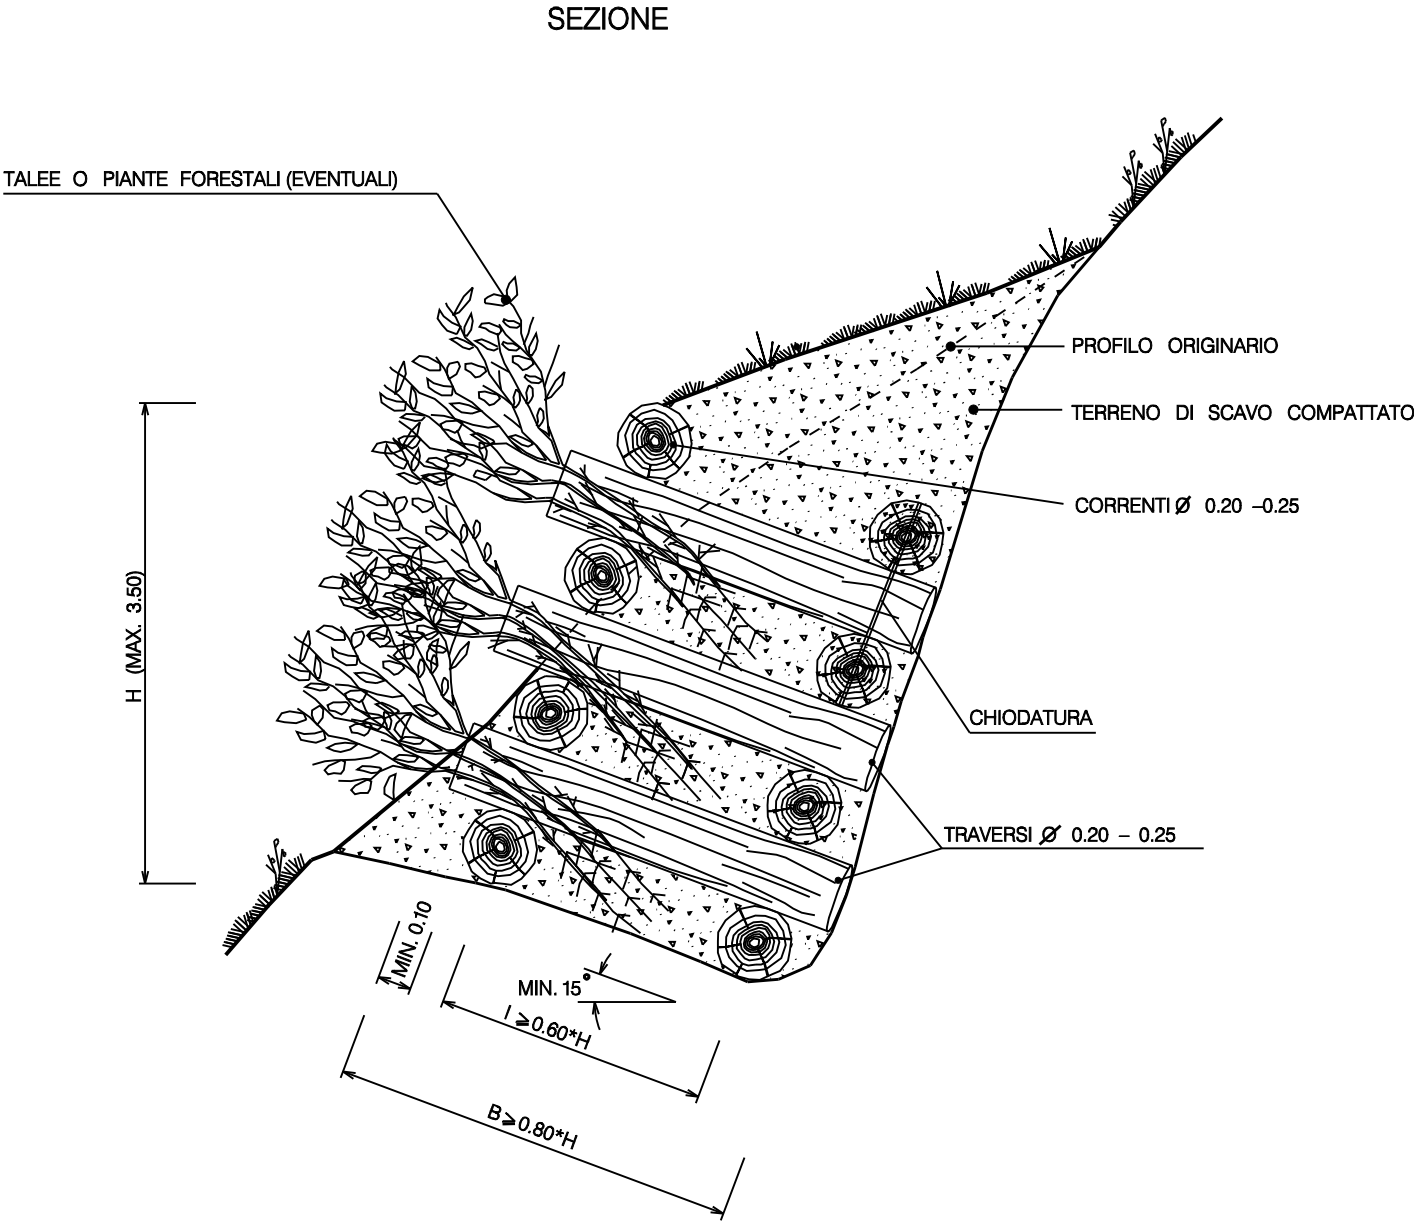 SEZIONE
TALEE O PIANTE FORESTALI (EVENTUALI)
PROFILO ORIGINARIO
TERRENO DI SCAVO COMPATTATO
CORRENTI Ø 0.20 -0.25
H (MAX. 3.50)
CHIODATURA
TRAVERSI Ø 0.20 - 0.25
MIN. 0.10
MIN. 15°
I ≥ 0.60*H
B ≥ 0.80*H